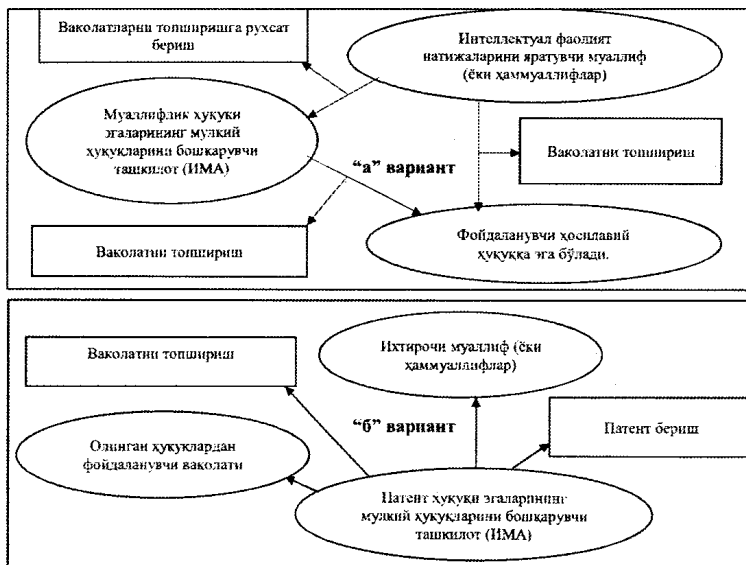 Ваколатларни топширишга рухсат
бериш
Интеллектуал фаолият
натижаларини яратувчи муаллиф
(ёки ҳаммуаллифлар)
Муаллифлик ҳуқуқи
эгаларининг мулкий
ҳуқуқларини бошқарувчи
ташкилот (ИМА)
“а” вариант
Ваколатни топшириш
Ваколатни топшириш
Фойдаланувчи ҳосилавий
ҳуқуққа эга бўлади.
Ваколатни топшириш
Ихтирочи муаллиф (ёки
ҳаммуаллифлар)
“б” вариант
Патент бериш
Олинган ҳуқуқлардан
фойдаланувчи ваколати
Патент ҳуқуқи эгаларининг
мулкий ҳуқуқларини бошқарувчи
ташкилот (ИМА)